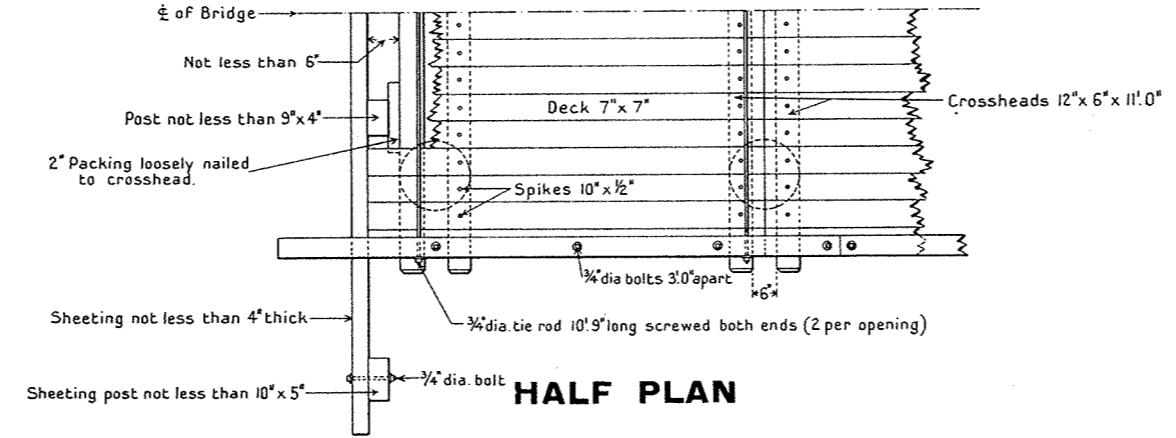 ℄ of Bridge
Not less than 6"
Post not less than 9"x 4"
2" Packing loosely nailed
to crosshead.
Deck 7"x 7"
Crossheads 12"x 6"x 11'.0"
Spikes 10"x ½"
¾"dia bolts 3'.0"apart
6"
Sheeting not less than 4" thick
¾"dia. tie rod 10'. 9" long screwed both ends (2 per opening)
Sheeting post not less than 10"x 5"
¾" dia. bolt
HALF PLAN